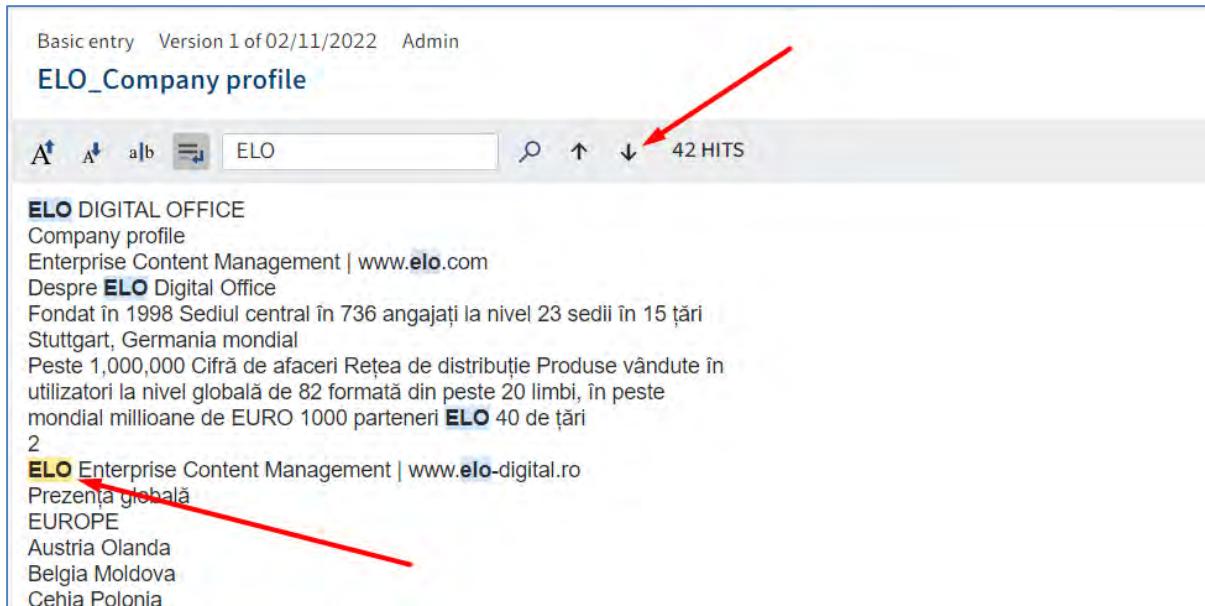 Basic entry Version 1 of 02/11/2022 Admin
ELO_Company profile
A A a|b ELO 42 HITS
ELO DIGITAL OFFICE
Company profile
Enterprise Content Management | www.elo.com
Despre ELO Digital Office
Fondat în 1998 Sediul central în 736 angajați la nivel 23 sedii în 15 țări
Stuttgart, Germania mondial
Peste 1,000,000 Cifră de afaceri Rețea de distribuție Produse vândute în
utilizatori la nivel globală de 82 formată din peste 20 limbi, în peste
mondial millioane de EURO 1000 parteneri ELO 40 de țări
2
ELO Enterprise Content Management | www.elo-digital.ro
Prezența globală
EUROPE
Austria Olanda
Belgia Moldova
Cehia Polonia